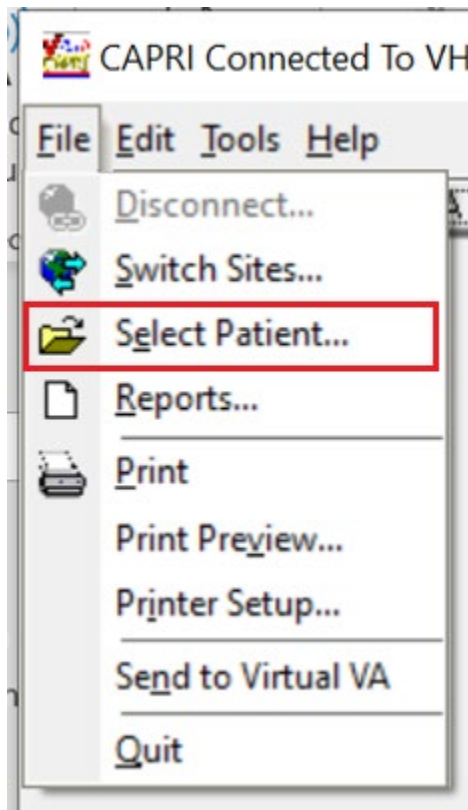 CAPRI Connected To VH
File Edit Tools Help
Disconnect...
Switch Sites...
Select Patient...
Reports...
Print
Print Preview...
Printer Setup...
Send to Virtual VA
Quit